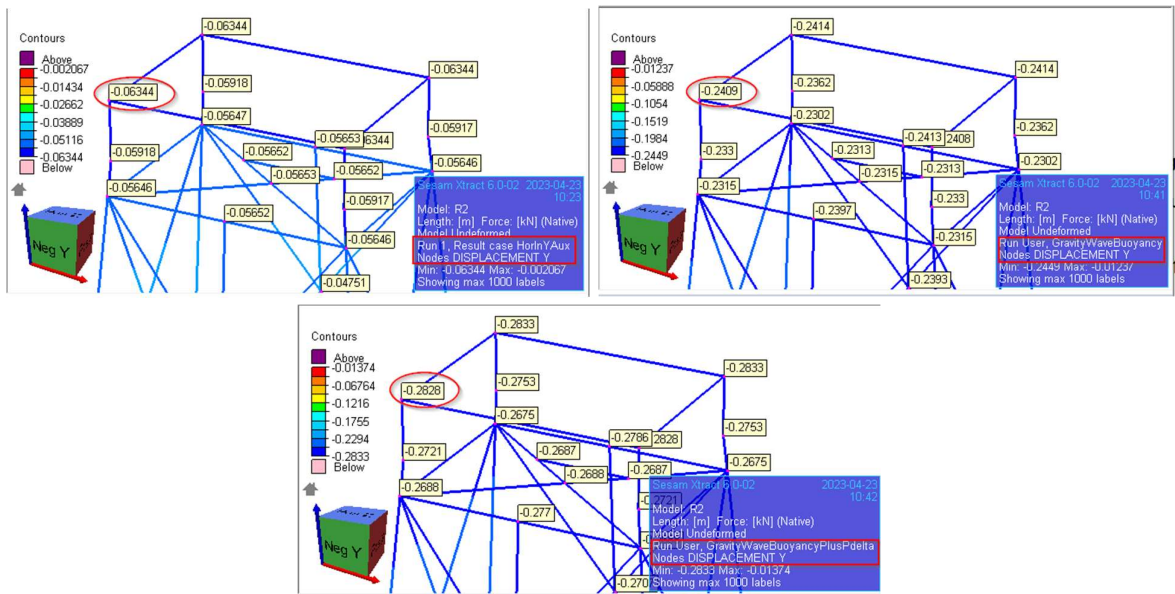 Contours
Above
-0.002067
-0.01434
-0.02662
-0.03889
-0.05116
-0.06344
Below
-0.06344
-0.06344
-0.05918
-0.06344
-0.05647
-0.05653
6344
-0.05917
-0.05918
-0.05652
-0.05653
-0.05652
-0.05646
-0.05646
-0.05652
-0.05917
-0.05646
-0.04751
Neg Y
Sesam Xtract 6.0-02 2023-04-23
10:23
Model: R2
Length: [m] Force: [kN] (Native)
Model Undeformed
Run 1, Result case HorInYAux
Nodes DISPLACEMENT Y
Min: -0.06344 Max: -0.002067
Showing max 1000 labels
Contours
Above
-0.01237
-0.05888
-0.1054
-0.1519
-0.1984
-0.2449
Below
-0.2414
-0.2414
-0.2362
-0.2409
-0.2302
-0.2413
2408
-0.2362
-0.233
-0.2313
-0.2315
-0.2313
-0.2302
-0.2315
-0.2397
-0.233
-0.2315
-0.2393
Neg Y
Sesam Xtract 6.0-02 2023-04-23
10:41
Model: R2
Length: [m] Force: [kN] (Native)
Model Undeformed
Run User, GravityWaveBuoyancy
Nodes DISPLACEMENT Y
Min: -0.2449 Max: -0.01237
Showing max 1000 labels
Contours
Above
-0.01374
-0.06764
-0.1216
-0.1755
-0.2294
-0.2833
Below
-0.2833
-0.2833
-0.2753
-0.2828
-0.2675
-0.2786
2828
-0.2753
-0.2721
-0.2687
-0.2688
-0.2687
-0.2675
-0.2688
-0.277
-0.2721
-0.270
Neg Y
Sesam Xtract 6.0-02 2023-04-23
10:42
Model: R2
Length: [m] Force: [kN] (Native)
Model Undeformed
Run User, GravityWaveBuoyancyPlusPdelta
Nodes DISPLACEMENT Y
Min: -0.2833 Max: -0.01374
Showing max 1000 labels